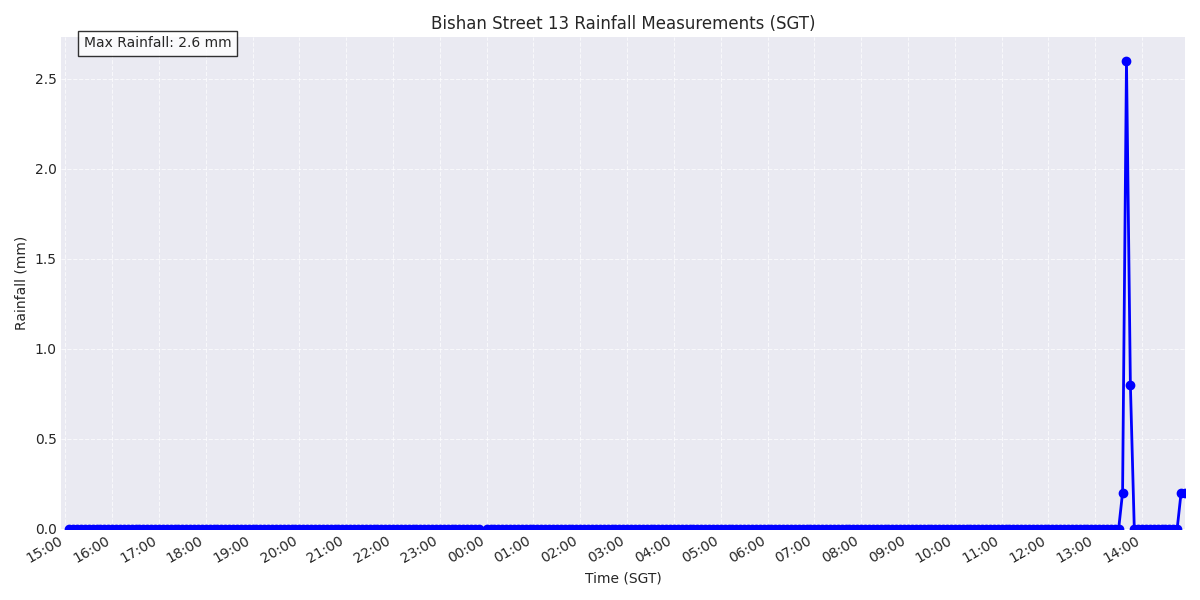 Bishan Street 13 Rainfall Measurements (SGT)
Max Rainfall: 2.6 mm
Rainfall (mm)
2.5
2.0
1.5
1.0
0.5
0.0
15:00 16:00 17:00 18:00 19:00 20:00 21:00 22:00 23:00 00:00 01:00 02:00 03:00 04:00 05:00 06:00 07:00 08:00 09:00 10:00 11:00 12:00 13:00 14:00
Time (SGT)